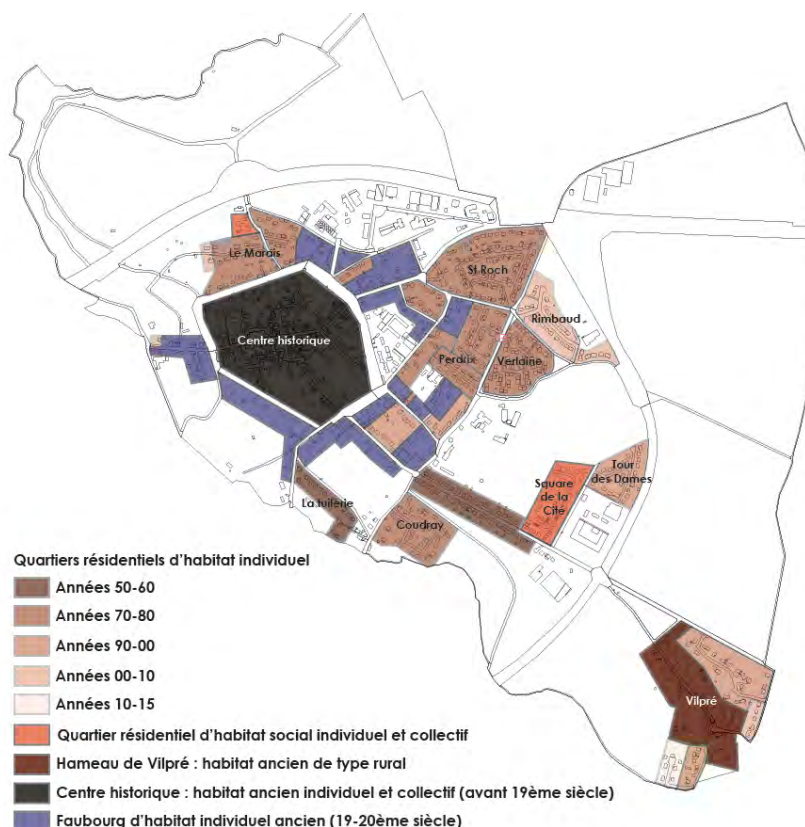 Le Marais
St Roch
Rimbaud
Centre historique
Perdrix
Verlaine
Tour
des Dames
Square
de la
Cité
La tuilerie
Coudray
Vilpré
Quartiers résidentiels d'habitat individuel
Années 50-60
Années 70-80
Années 90-00
Années 00-10
Années 10-15
Quartier résidentiel d'habitat social individuel et collectif
Hameau de Vilpré : habitat ancien de type rural
Centre historique : habitat ancien individuel et collectif (avant 19ème siècle)
Faubourg d'habitat individuel ancien (19-20ème siècle)